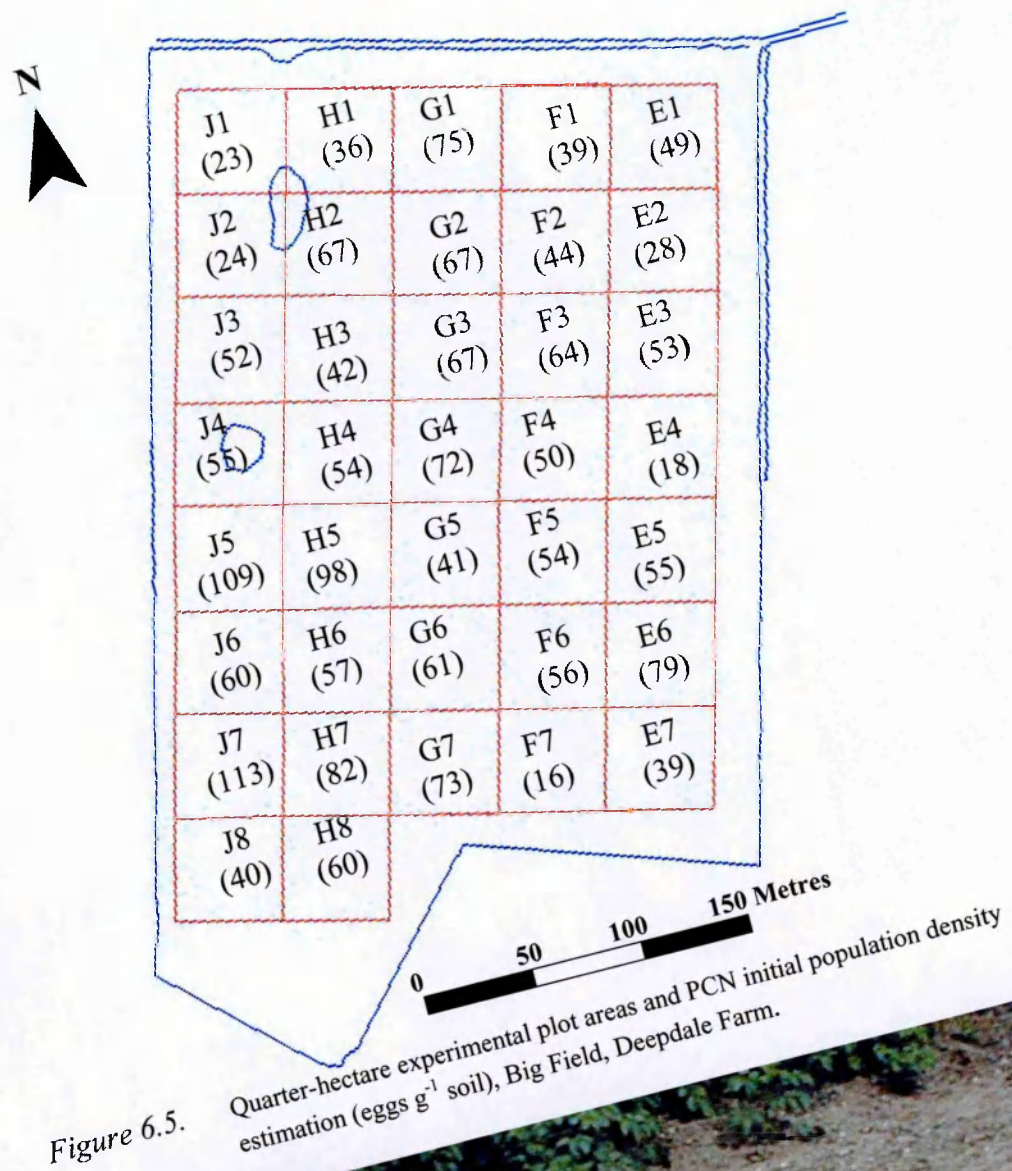 N
J1 H1 G1 F1 E1
(23) (36) (75) (39) (49)
J2 H2 G2 F2 E2
(24) (67) (67) (44) (28)
J3 H3 G3 F3 E3
(52) (42) (67) (64) (53)
J4 H4 G4 F4 E4
(55) (54) (72) (50) (18)
J5 H5 G5 F5 E5
(109) (98) (41) (54) (55)
J6 H6 G6 F6 E6
(60) (57) (61) (56) (79)
J7 H7 G7 F7 E7
(113) (82) (73) (16) (39)
J8 H8
(40) (60)
0 50 100 150 Metres
Figure 6.5. Quarter-hectare experimental plot areas and PCN initial population density
estimation (eggs g⁻¹ soil), Big Field, Deepdale Farm.